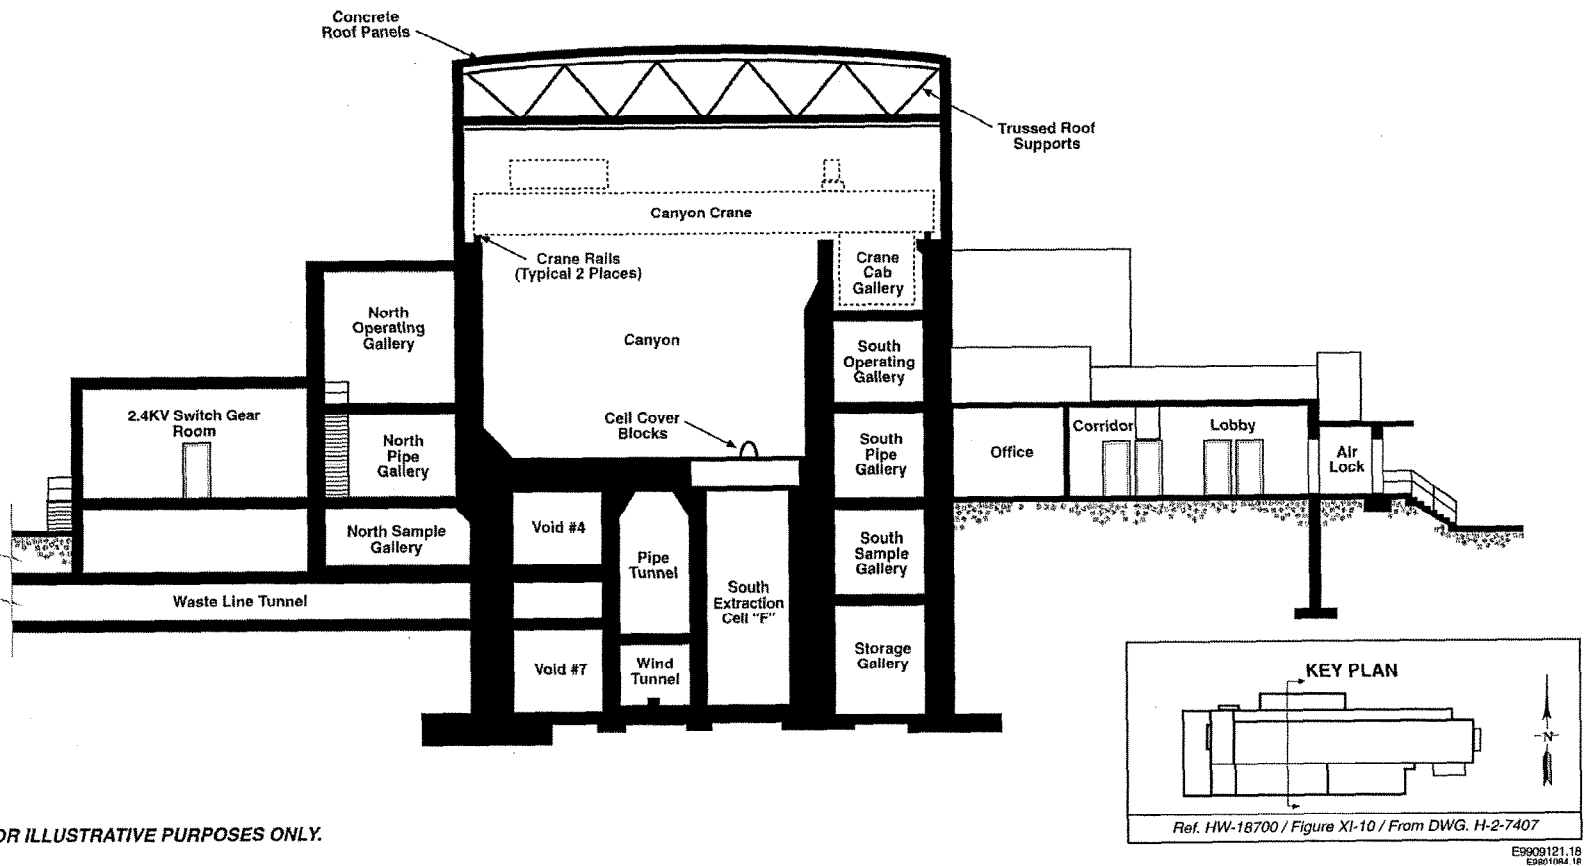 Concrete
Roof Panels
Trussed Roof
Supports
Canyon Crane
Crane Rails
(Typical 2 Places)
Crane
Cab
Gallery
North
Operating
Gallery
Canyon
South
Operating
Gallery
2.4KV Switch Gear
Room
North
Pipe
Gallery
Cell Cover
Blocks
South
Pipe
Gallery
Office
Corridor
Lobby
Air
Lock
North Sample
Gallery
Void #4
Pipe
Tunnel
South
Extraction
Cell "F"
South
Sample
Gallery
Waste Line Tunnel
Void #7
Wind
Tunnel
Storage
Gallery
KEY PLAN
N
Ref. HW-18700 / Figure XI-10 / From DWG. H-2-7407
OR ILLUSTRATIVE PURPOSES ONLY.
E9909121.18
E9801084.16